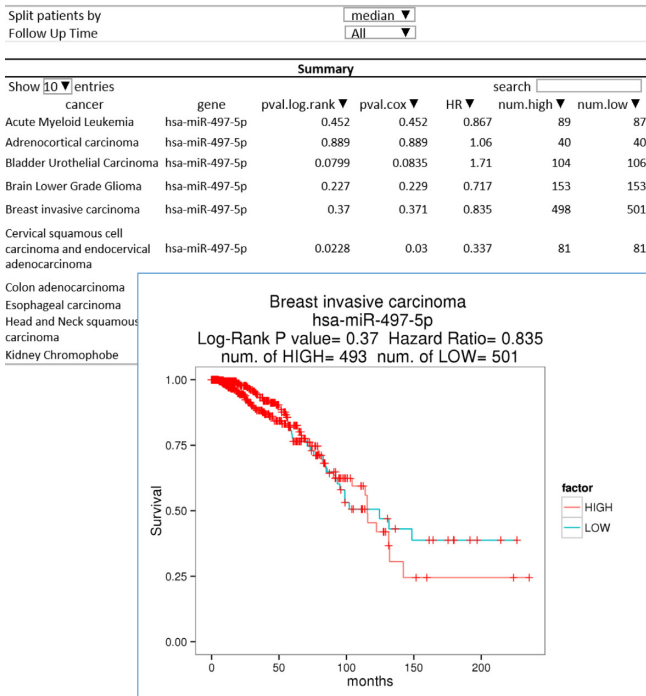 Split patients by median ▼
Follow Up Time All ▼
Summary
Show 10 ▼ entries search
cancer gene pval.log.rank ▼ pval.cox ▼ HR ▼ num.high ▼ num.low ▼
Acute Myeloid Leukemia hsa-miR-497-5p 0.452 0.452 0.867 89 87
Adrenocortical carcinoma hsa-miR-497-5p 0.889 0.889 1.06 40 40
Bladder Urothelial Carcinoma hsa-miR-497-5p 0.0799 0.0835 1.71 104 106
Brain Lower Grade Glioma hsa-miR-497-5p 0.227 0.229 0.717 153 153
Breast invasive carcinoma hsa-miR-497-5p 0.37 0.371 0.835 498 501
Cervical squamous cell
carcinoma and endocervical hsa-miR-497-5p 0.0228 0.03 0.337 81 81
adenocarcinoma
Colon adenocarcinoma
Esophageal carcinoma
Head and Neck squamous
carcinoma
Kidney Chromophobe
Breast invasive carcinoma
hsa-miR-497-5p
Log-Rank P value= 0.37 Hazard Ratio= 0.835
num. of HIGH= 493 num. of LOW= 501
1.00
0.75
0.50
0.25
0.00
Survival
0 50 100 150 200
months
factor
HIGH
LOW